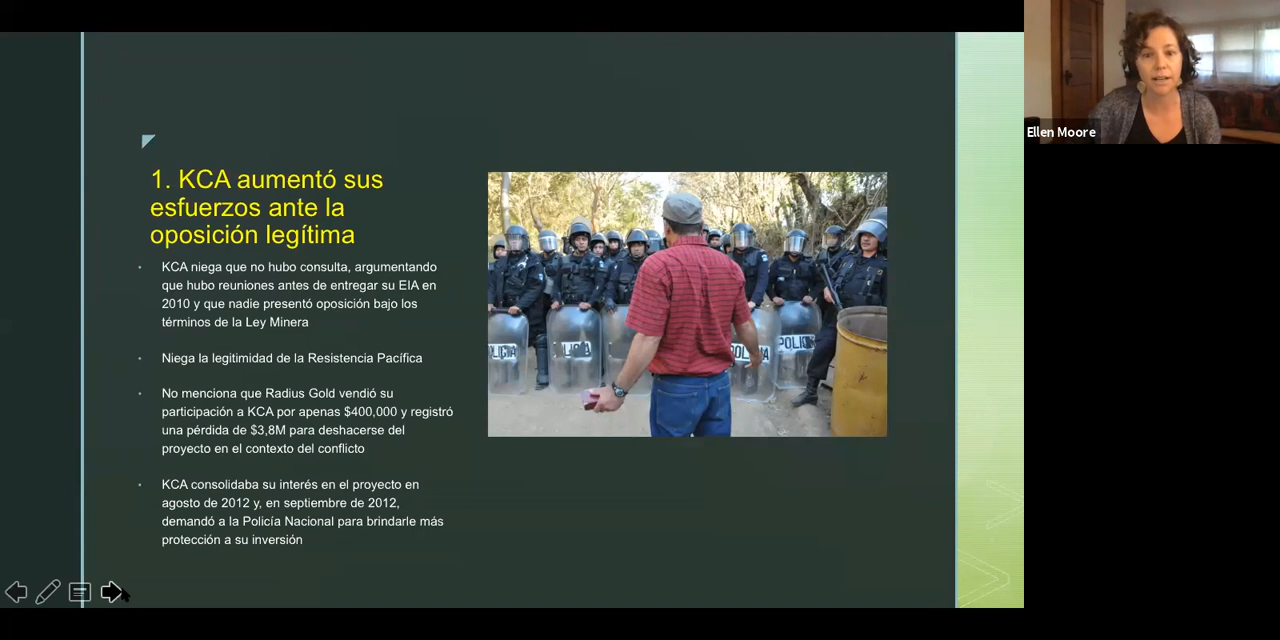 1. KCA aumentó sus
esfuerzos ante la
oposición legítima
KCA niega que no hubo consulta, argumentando
que hubo reuniones antes de entregar su EIA en
2010 y que nadie presentó oposición bajo los
términos de la Ley Minera
Niega la legitimidad de la Resistencia Pacífica
No menciona que Radius Gold vendió su
participación a KCA por apenas $400,000 y registró
una pérdida de $3,8M para deshacerse del
proyecto en el contexto del conflicto
KCA consolidaba su interés en el proyecto en
agosto de 2012 y, en septiembre de 2012,
demandó a la Policía Nacional para brindarle más
protección a su inversión
Ellen Moore